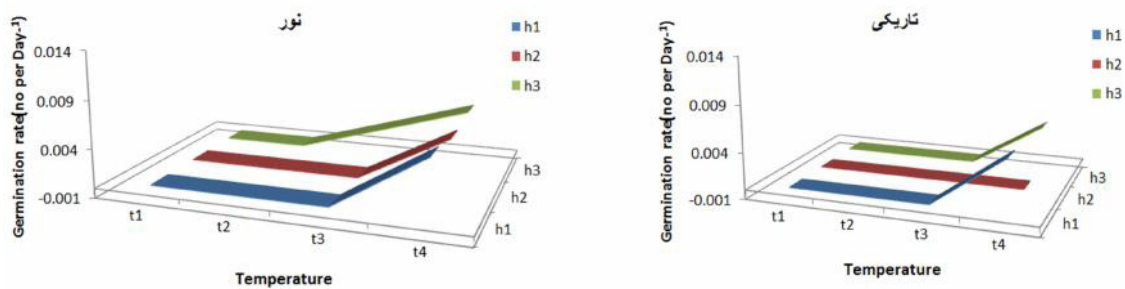 نور
Germination rate(no per Day-1)
0.014
0.009
0.004
-0.001
t1
t2
t3
t4
h1
h2
h3
Temperature
h1
h2
h3
تاریکی
Germination rate(no per Day-1)
0.014
0.009
0.004
-0.001
t1
t2
t3
t4
h1
h2
h3
Temperature
h1
h2
h3